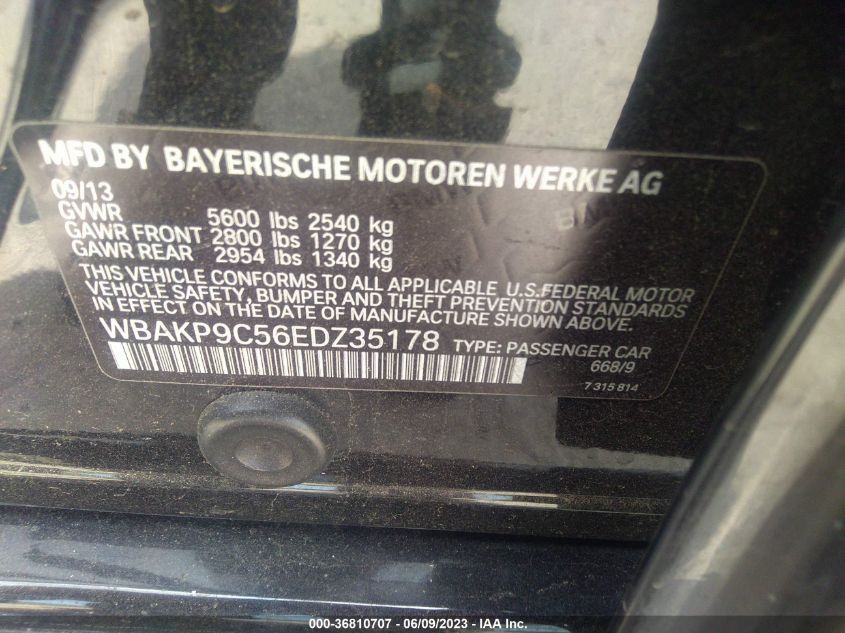 MFD BY BAYERISCHE MOTOREN WERKE AG
09/13
GVWR 5600 lbs 2540 kg
GAWR FRONT 2800 lbs 1270 kg
GAWR REAR 2954 lbs 1340 kg
THIS VEHICLE CONFORMS TO ALL APPLICABLE U.S.FEDERAL MOTOR
VEHICLE SAFETY, BUMPER AND THEFT PREVENTION STANDARDS
IN EFFECT ON THE DATE OF MANUFACTURE SHOWN ABOVE.
WBAKP9C56EDZ35178 TYPE: PASSENGER CAR
668/9
7 315 814
000-36810707 - 06/09/2023 - IAA Inc.